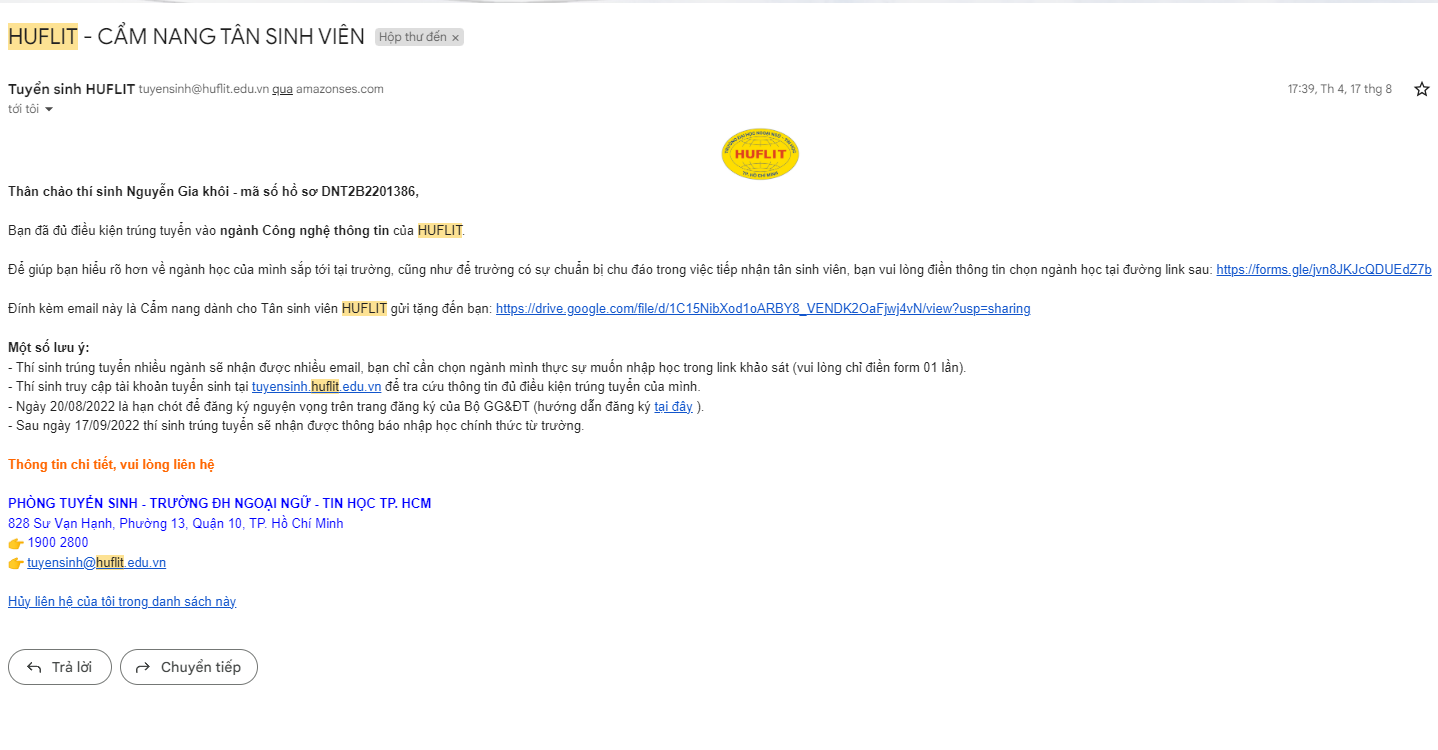 HUFLIT - CẨM NANG TÂN SINH VIÊN Hộp thư đến ×
Tuyển sinh HUFLIT tuyensinh@huflit.edu.vn qua amazonses.com 17:39, Th 4, 17 thg 8
tới tôi
TRƯỜNG ĐẠI HỌC NGOẠI NGỮ - TIN HỌC
HUFLIT
TP. HỒ CHÍ MINH
Thân chào thí sinh Nguyễn Gia khôi - mã số hồ sơ DNT2B2201386,
Bạn đã đủ điều kiện trúng tuyển vào ngành Công nghệ thông tin của HUFLIT.
Để giúp bạn hiểu rõ hơn về ngành học của mình sắp tới tại trường, cũng như để trường có sự chuẩn bị chu đáo trong việc tiếp nhận tân sinh viên, bạn vui lòng điền thông tin chọn ngành học tại đường link sau: https://forms.gle/jvn8JKJcQDUEdZ7b
Đính kèm email này là Cẩm nang dành cho Tân sinh viên HUFLIT gửi tặng đến bạn: https://drive.google.com/file/d/1C15NibXod1oARBY8_VENDK2OaFjwj4vN/view?usp=sharing
Một số lưu ý:
- Thí sinh trúng tuyển nhiều ngành sẽ nhận được nhiều email, bạn chỉ cần chọn ngành mình thực sự muốn nhập học trong link khảo sát (vui lòng chỉ điền form 01 lần).
- Thí sinh truy cập tài khoản tuyển sinh tại tuyensinh.huflit.edu.vn để tra cứu thông tin đủ điều kiện trúng tuyển của mình.
- Ngày 20/08/2022 là hạn chót để đăng ký nguyện vọng trên trang đăng ký của Bộ GG&ĐT (hướng dẫn đăng ký tại đây ).
- Sau ngày 17/09/2022 thí sinh trúng tuyển sẽ nhận được thông báo nhập học chính thức từ trường.
Thông tin chi tiết, vui lòng liên hệ
PHÒNG TUYỂN SINH - TRƯỜNG ĐH NGOẠI NGỮ - TIN HỌC TP. HCM
828 Sư Vạn Hạnh, Phường 13, Quận 10, TP. Hồ Chí Minh
👉 1900 2800
👉 tuyensinh@huflit.edu.vn
Hủy liên hệ của tôi trong danh sách này
Trả lời Chuyển tiếp